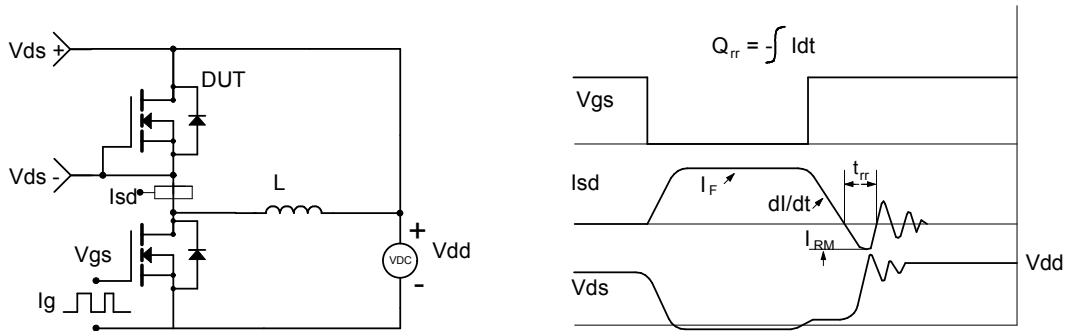 Vds +
DUT
Vds -
Isd
L
Vgs
+
VDC
Vdd
-
Ig
Qrr = -∫ Idt
Vgs
Isd
IF
dI/dt
trr
IRM
Vds
Vdd